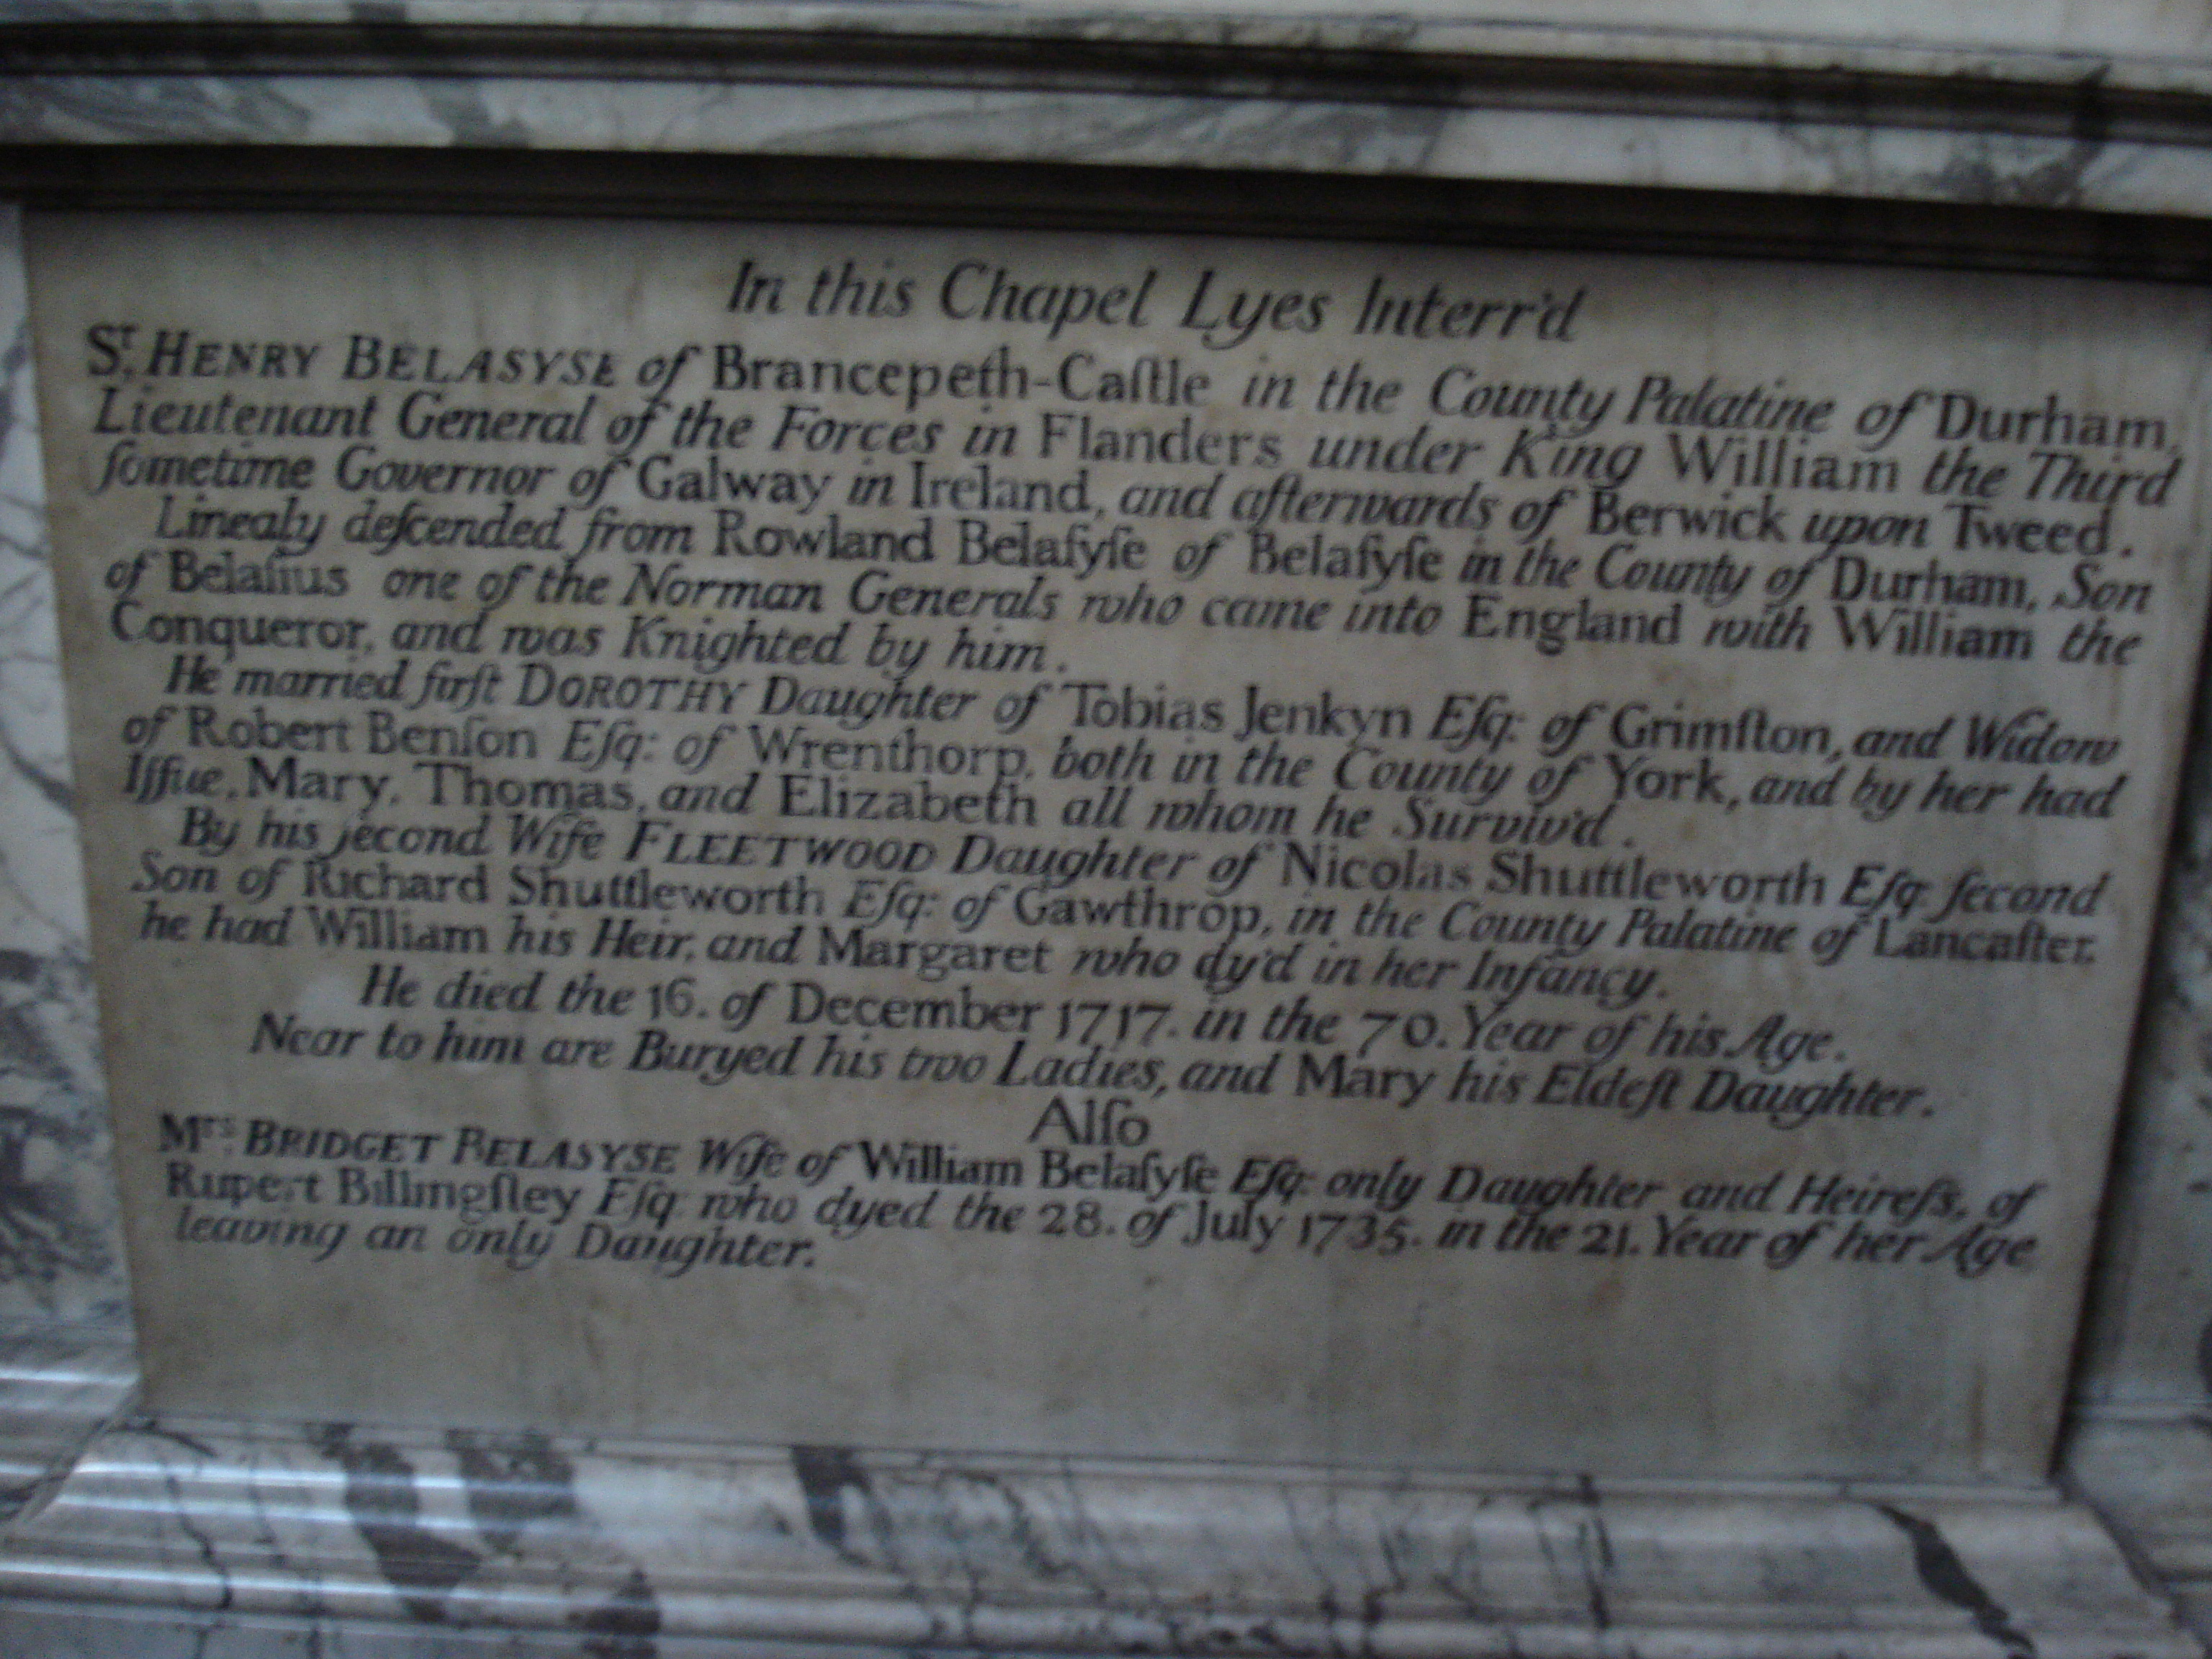 In this Chapel Lyes Interr'd
Sr. HENRY BELASYSE of Brancepeth-Caſtle in the County Palatine of Durham,
Lieutenant General of the Forces in Flanders under King William the Third
ſometime Governor of Galway in Ireland, and afterwards of Berwick upon Tweed.
Linealy deſcended from Rowland Belaſyſe of Belaſyſe in the County of Durham, Son
of Belaſius one of the Norman Generals who came into England with William the
Conqueror, and was Knighted by him.
He married firſt DOROTHY Daughter of Tobias Jenkyn Eſq: of Grimſton, and Widow
of Robert Benſon Eſq: of Wrenthorp, both in the County of York, and by her had
Iſſue, Mary, Thomas, and Elizabeth all whom he Surviv'd.
By his ſecond Wife FLEETWOOD Daughter of Nicolas Shuttleworth Eſq: ſecond
Son of Richard Shuttleworth Eſq: of Gawthrop, in the County Palatine of Lancaſter.
he had William his Heir, and Margaret who dy'd in her Infancy.
He died the 16. of December 1717. in the 70. Year of his Age.
Near to him are Buryed his two Ladies, and Mary his Eldeſt Daughter.
Alſo
Mrs. BRIDGET BELASYSE Wife of William Belaſyſe Eſq: only Daughter and Heireſs, of
Rupert Billingſley Eſq: who dyed the 28. of July 1735. in the 21. Year of her Age
leaving an only Daughter.